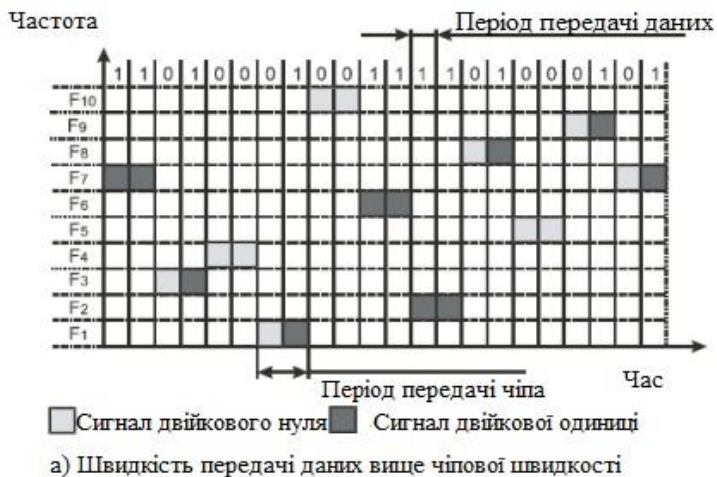 Частота
Період передачі даних
1 1 0 1 0 0 0 1 0 0 1 1 1 1 0 1 0 0 0 1 0 1
F10
F9
F8
F7
F6
F5
F4
F3
F2
F1
Період передачі чіпа
Час
Сигнал двійкового нуля Сигнал двійкової одиниці
а) Швидкість передачі даних вище чіпової швидкості